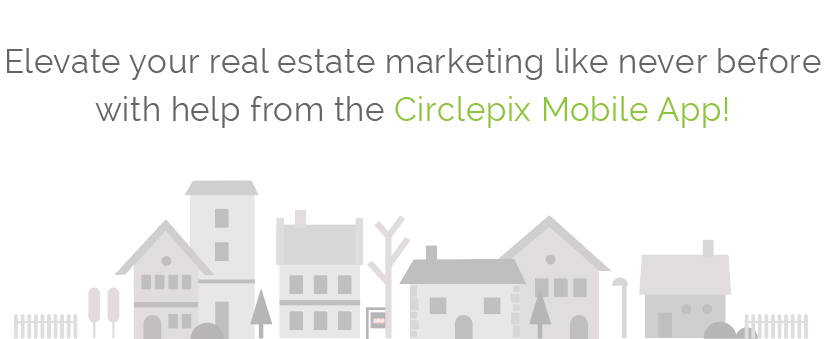 Elevate your real estate marketing like never before
with help from the Circlepix Mobile App!